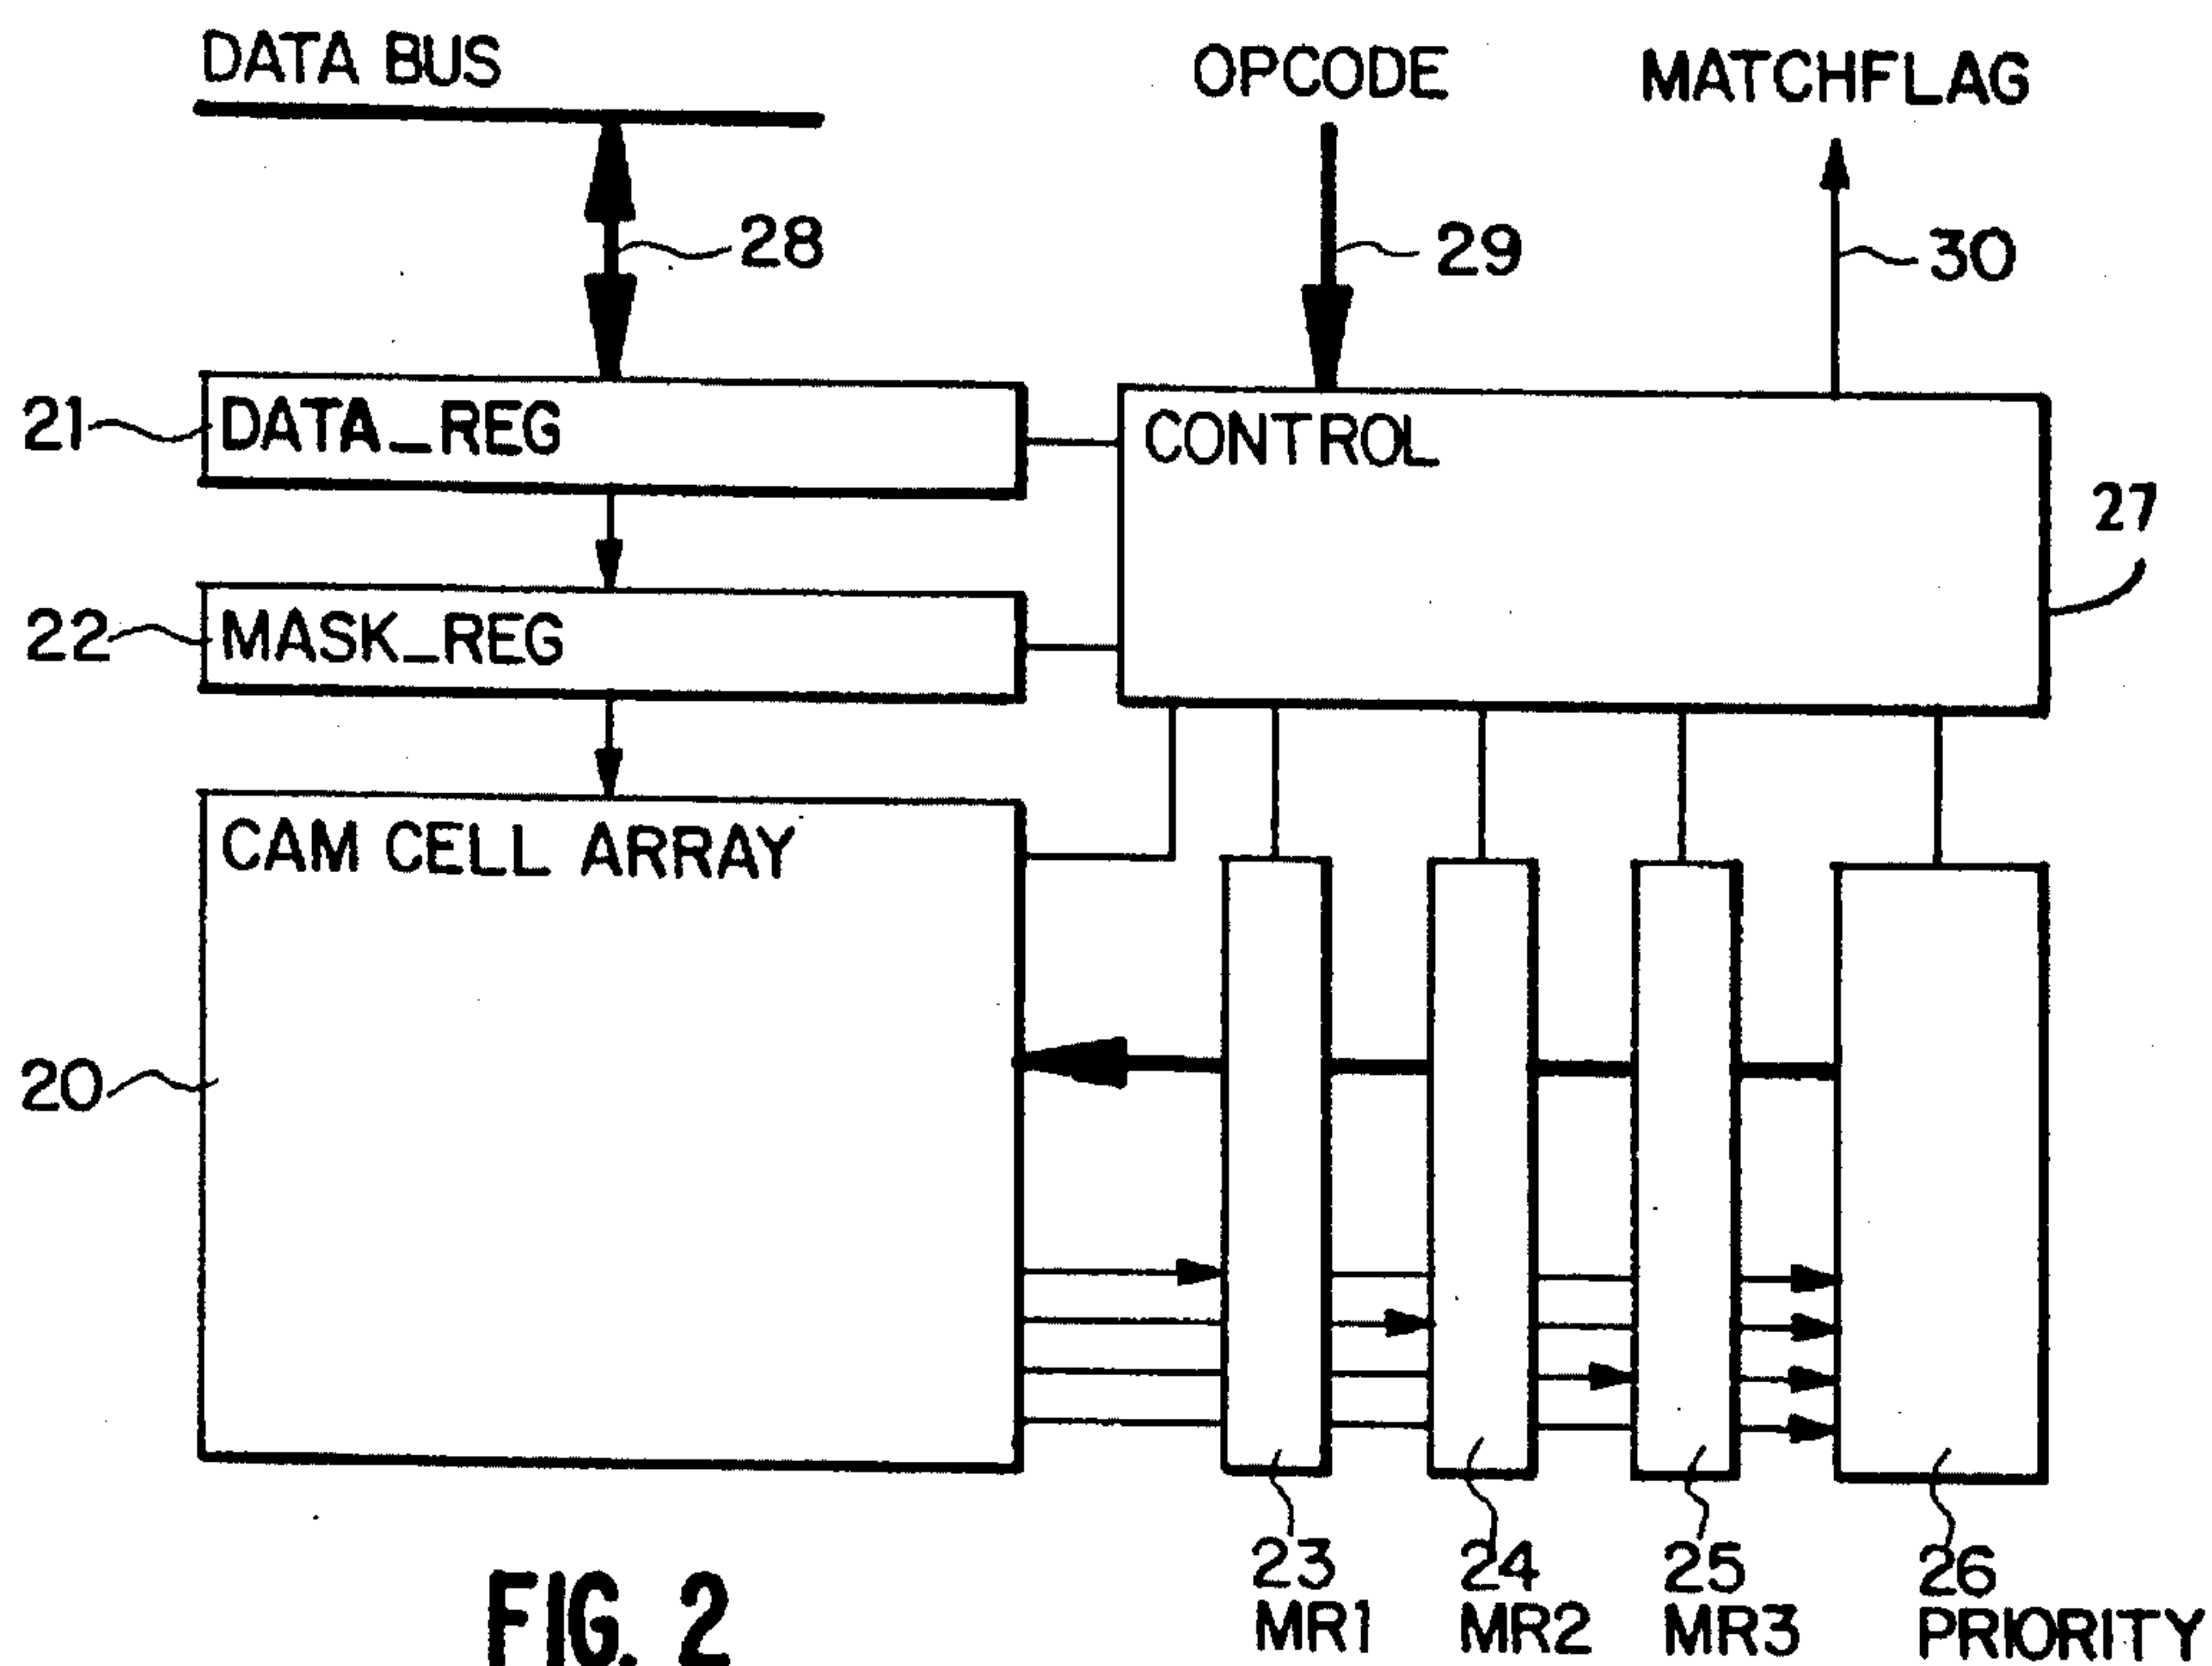 DATA BUS
OPCODE
MATCHFLAG
28
29
30
21
DATA_REG
CONTROL
27
22
MASK_REG
CAM CELL ARRAY
20
23
MR1
24
MR2
25
MR3
26
PRIORITY
FIG. 2